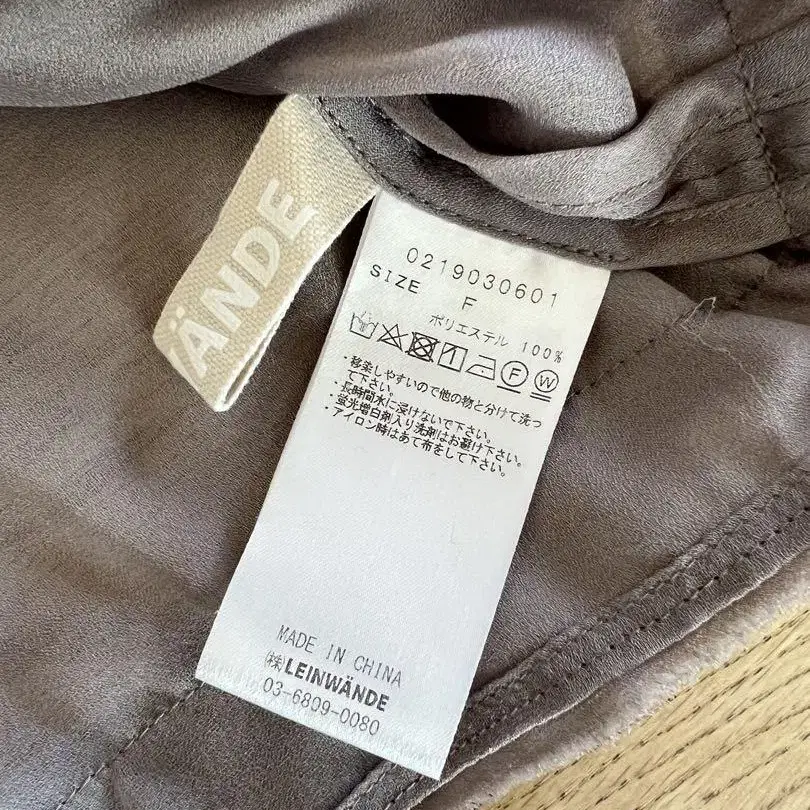 ÄNDE
0219030601
SIZE F
ポリエステル 100%
F W
・移染しやすいので他の物と分けて洗っ
て下さい。
・長時間水に浸けないで下さい。
・蛍光増白剤入り洗剤はお避け下さい。
・アイロン時はあて布をして下さい。
MADE IN CHINA
㈱LEINWÄNDE
03-6809-0080